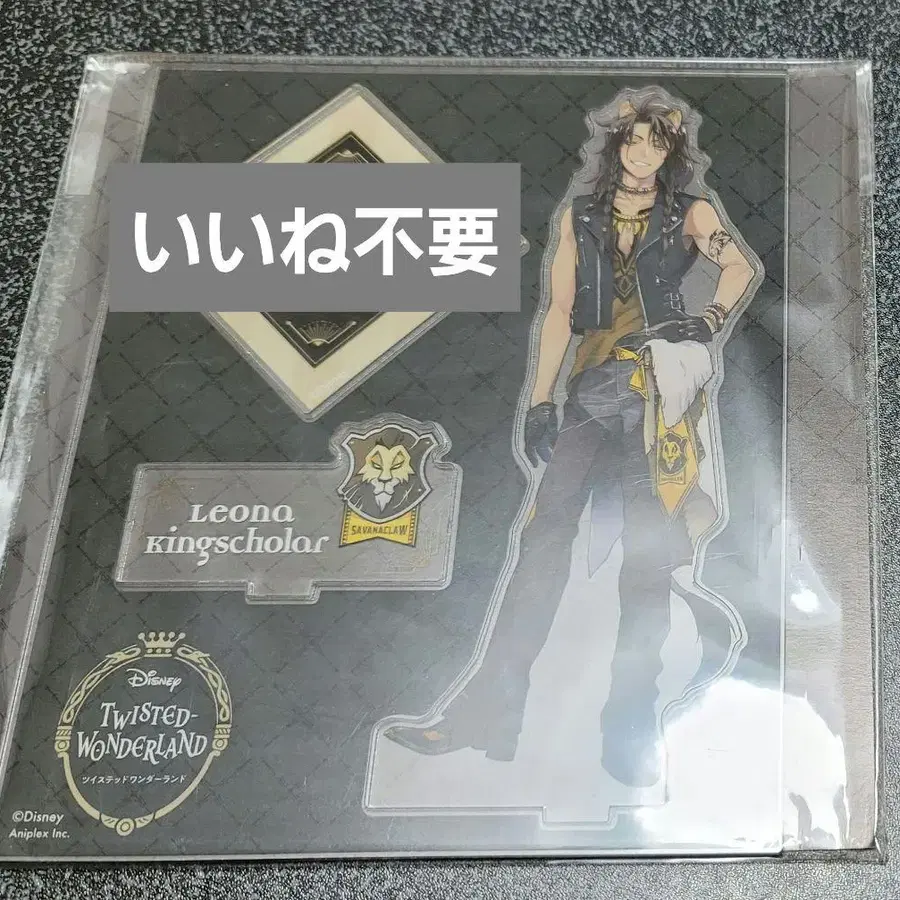 いいね不要
Leona
Kingscholar
SAVANACLAW
Disney
TWISTED-
WONDERLAND
ツイステッドワンダーランド
©Disney
Aniplex Inc.